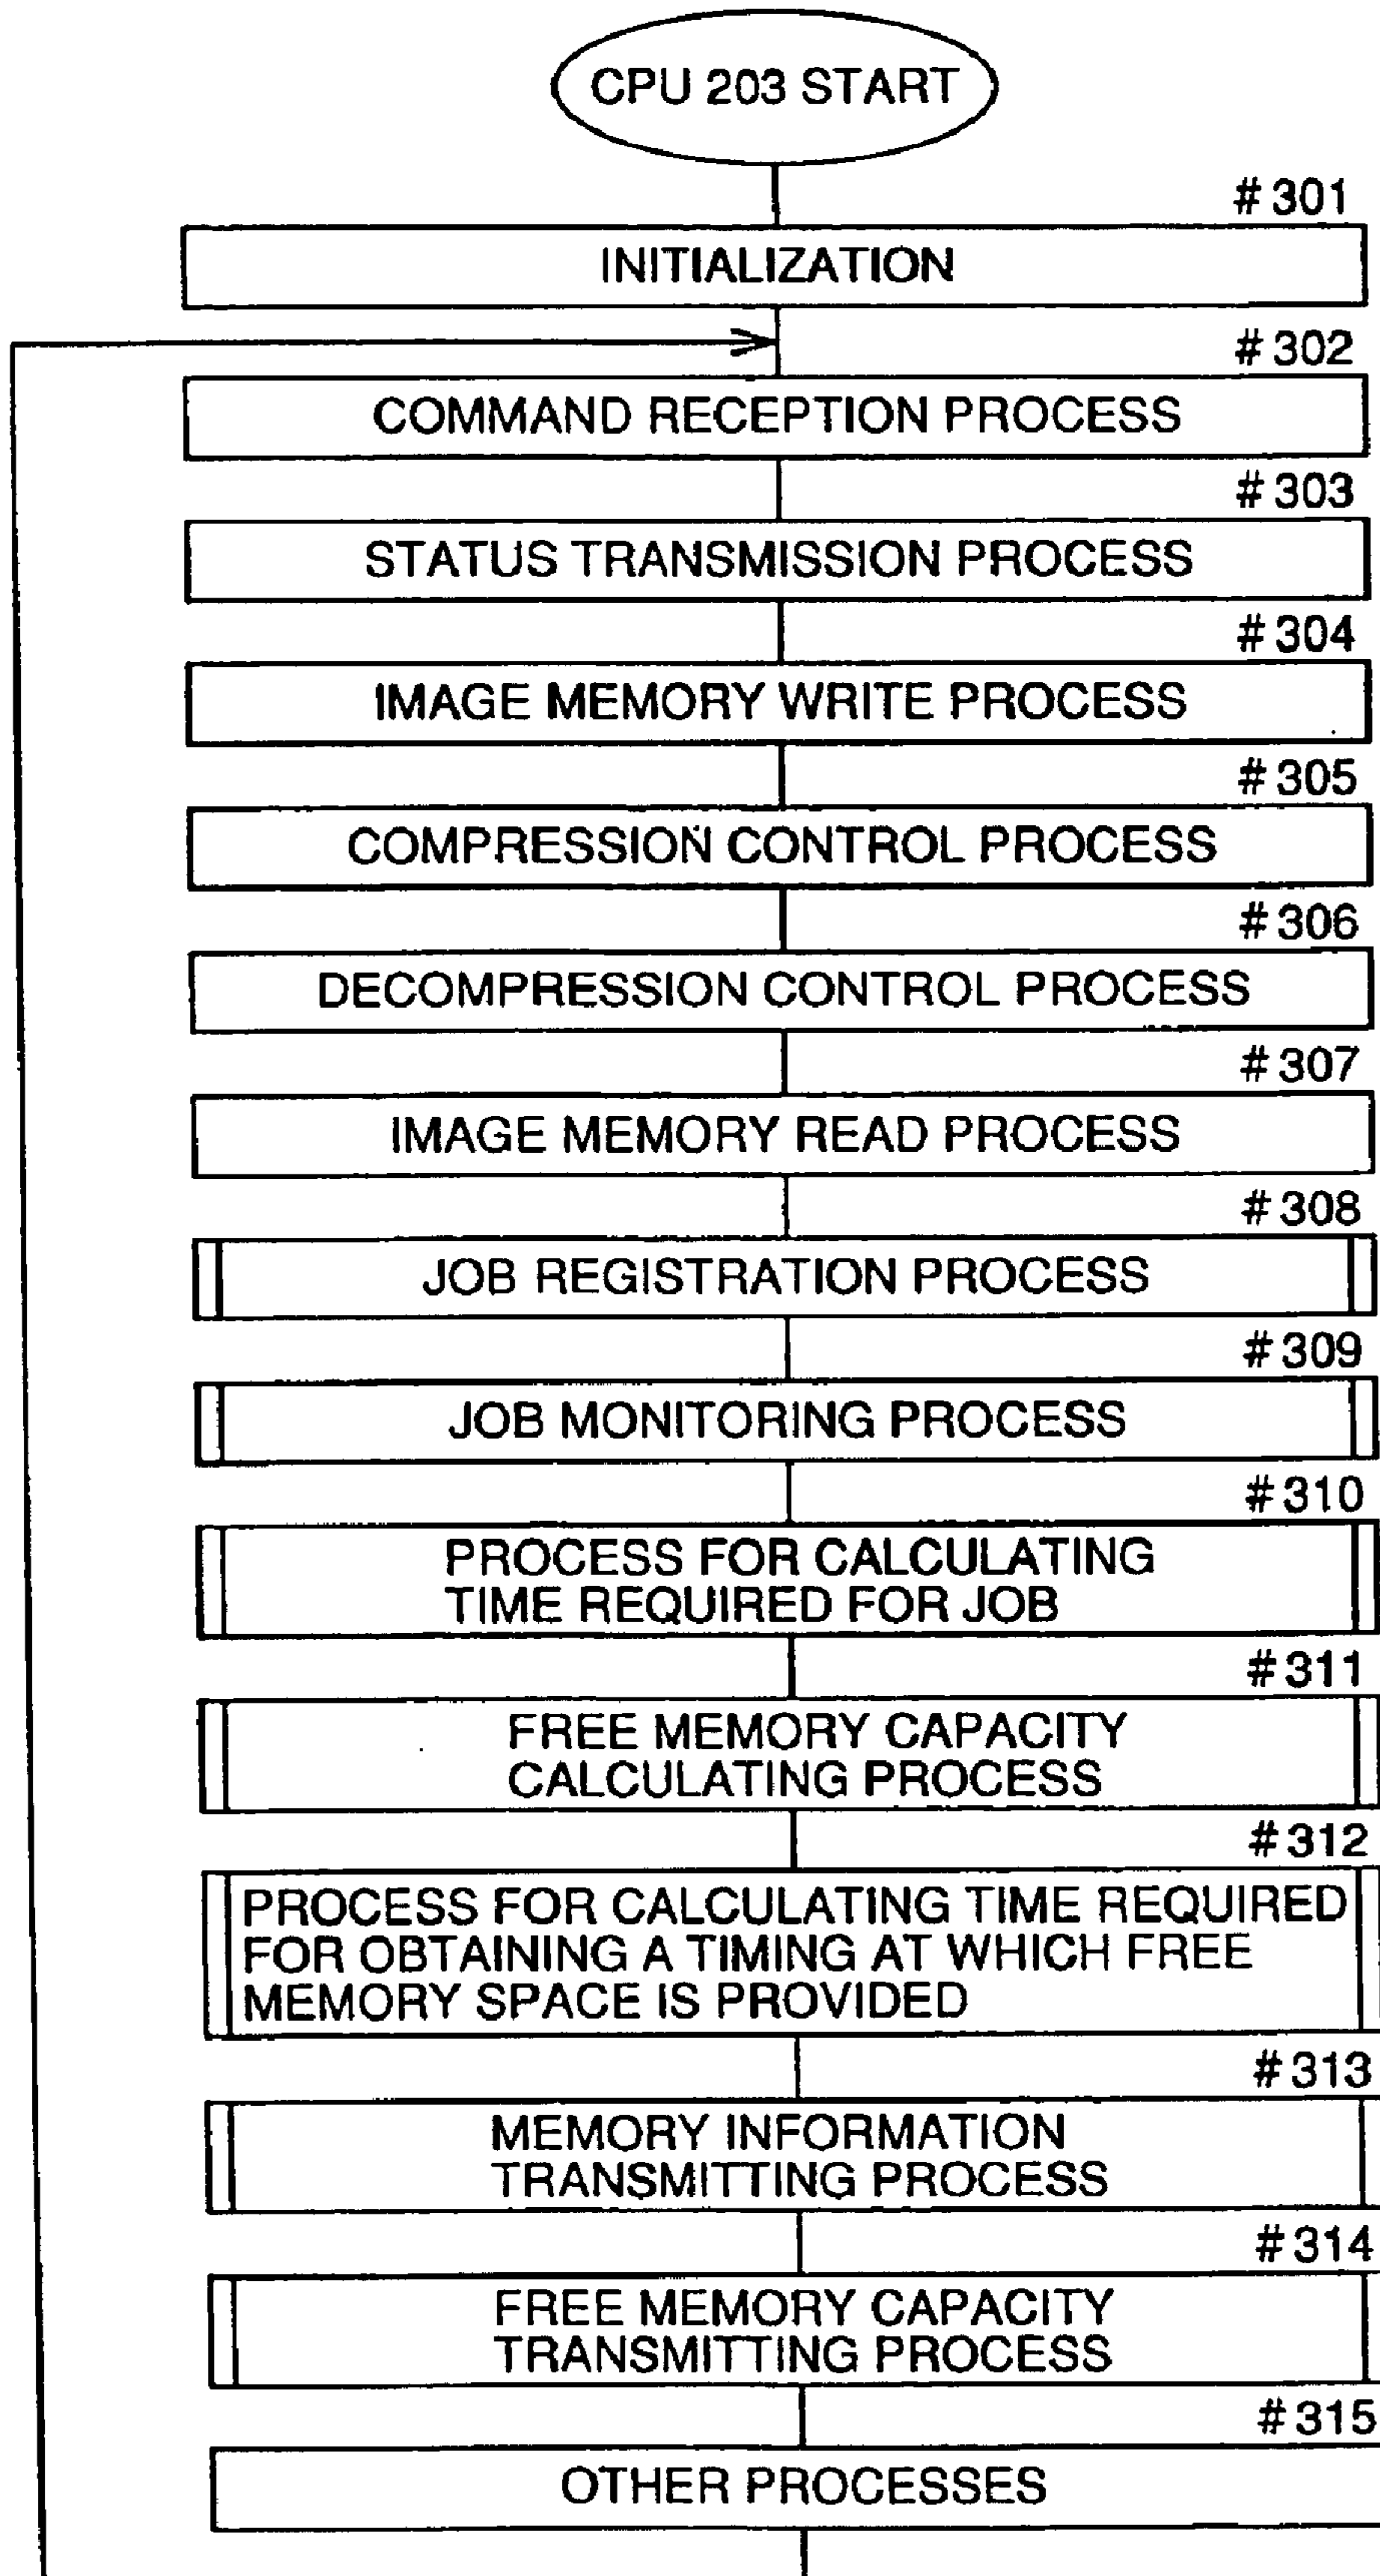 CPU 203 START
# 301
INITIALIZATION
# 302
COMMAND RECEPTION PROCESS
# 303
STATUS TRANSMISSION PROCESS
# 304
IMAGE MEMORY WRITE PROCESS
# 305
COMPRESSION CONTROL PROCESS
# 306
DECOMPRESSION CONTROL PROCESS
# 307
IMAGE MEMORY READ PROCESS
# 308
JOB REGISTRATION PROCESS
# 309
JOB MONITORING PROCESS
# 310
PROCESS FOR CALCULATING
TIME REQUIRED FOR JOB
# 311
FREE MEMORY CAPACITY
CALCULATING PROCESS
# 312
PROCESS FOR CALCULATING TIME REQUIRED
FOR OBTAINING A TIMING AT WHICH FREE
MEMORY SPACE IS PROVIDED
# 313
MEMORY INFORMATION
TRANSMITTING PROCESS
# 314
FREE MEMORY CAPACITY
TRANSMITTING PROCESS
# 315
OTHER PROCESSES